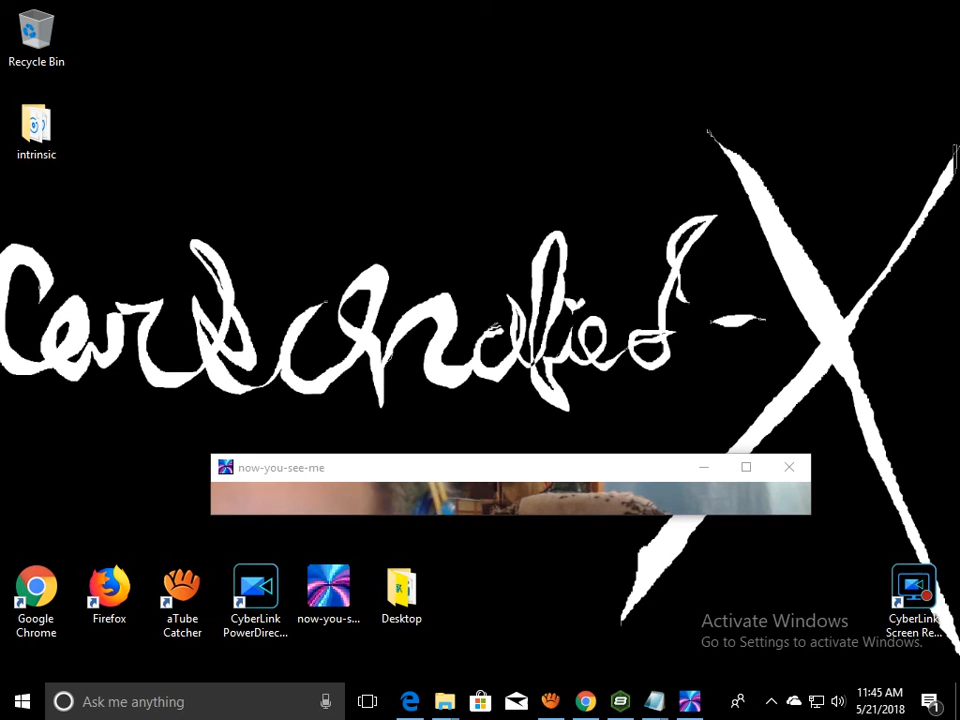 Recycle Bin
intrinsic
now-you-see-me
Google
Chrome
Firefox
aTube
Catcher
CyberLink
PowerDirec...
now-you-s...
Desktop
CyberLink
Screen Re...
Activate Windows
Go to Settings to activate Windows.
Ask me anything
11:45 AM
5/21/2018
1